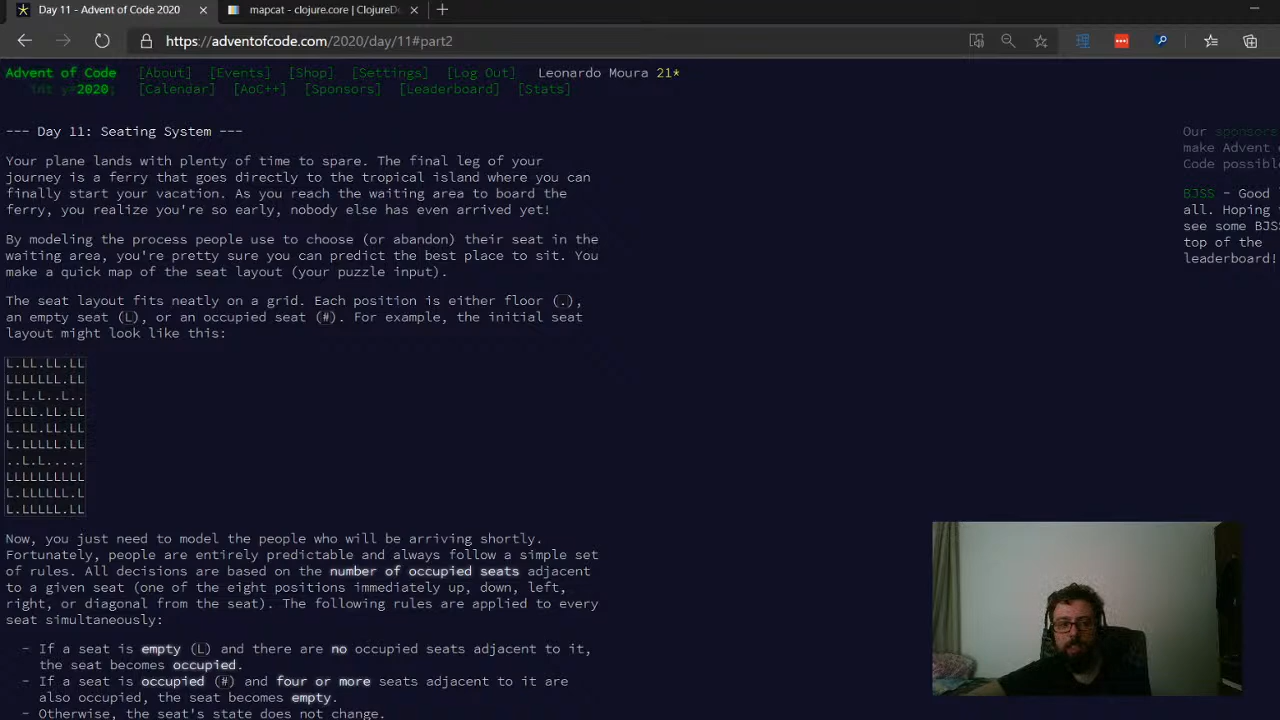 Day 11 - Advent of Code 2020
mapcat - clojure.core | ClojureDo
https://adventofcode.com/2020/day/11#part2
Advent of Code [About] [Events] [Shop] [Settings] [Log Out] Leonardo Moura 21*
int y=2020; [Calendar] [AoC++] [Sponsors] [Leaderboard] [Stats]
--- Day 11: Seating System ---
Your plane lands with plenty of time to spare. The final leg of your
journey is a ferry that goes directly to the tropical island where you can
finally start your vacation. As you reach the waiting area to board the
ferry, you realize you're so early, nobody else has even arrived yet!
By modeling the process people use to choose (or abandon) their seat in the
waiting area, you're pretty sure you can predict the best place to sit. You
make a quick map of the seat layout (your puzzle input).
The seat layout fits neatly on a grid. Each position is either floor (.),
an empty seat (L), or an occupied seat (#). For example, the initial seat
layout might look like this:
L.LL.LL.LL
LLLLLLL.LL
L.L.L..L..
LLLL.LL.LL
L.LL.LL.LL
L.LLLLL.LL
..L.L.....
LLLLLLLLLL
L.LLLLLL.L
L.LLLLL.LL
Now, you just need to model the people who will be arriving shortly.
Fortunately, people are entirely predictable and always follow a simple set
of rules. All decisions are based on the number of occupied seats adjacent
to a given seat (one of the eight positions immediately up, down, left,
right, or diagonal from the seat). The following rules are applied to every
seat simultaneously:
- If a seat is empty (L) and there are no occupied seats adjacent to it,
the seat becomes occupied.
- If a seat is occupied (#) and four or more seats adjacent to it are
also occupied, the seat becomes empty.
- Otherwise, the seat's state does not change.
Our sponsors
make Advent
Code possibl
BJSS - Good
all. Hoping
see some BJS
top of the
leaderboard!